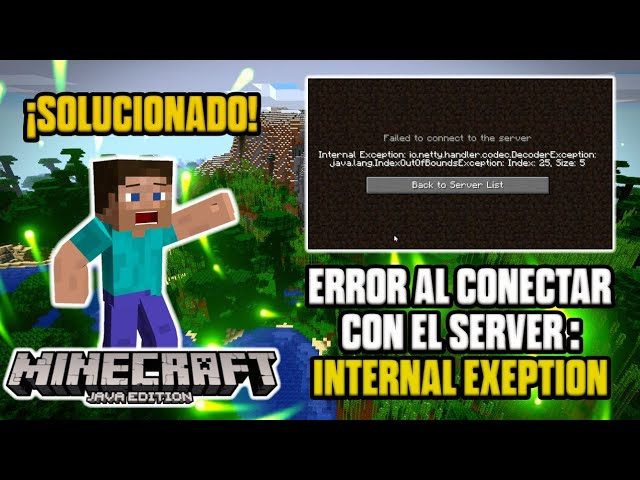 ¡SOLUCIONADO!
Failed to connect to the server
Internal Exception: io.netty.handler.codec.DecoderException:
java.lang.IndexOutOfBoundsException: Index: 25, Size: 5
Back to Server List
ERROR AL CONECTAR
CON EL SERVER:
INTERNAL EXEPTION
MINECRAFT
JAVA EDITION